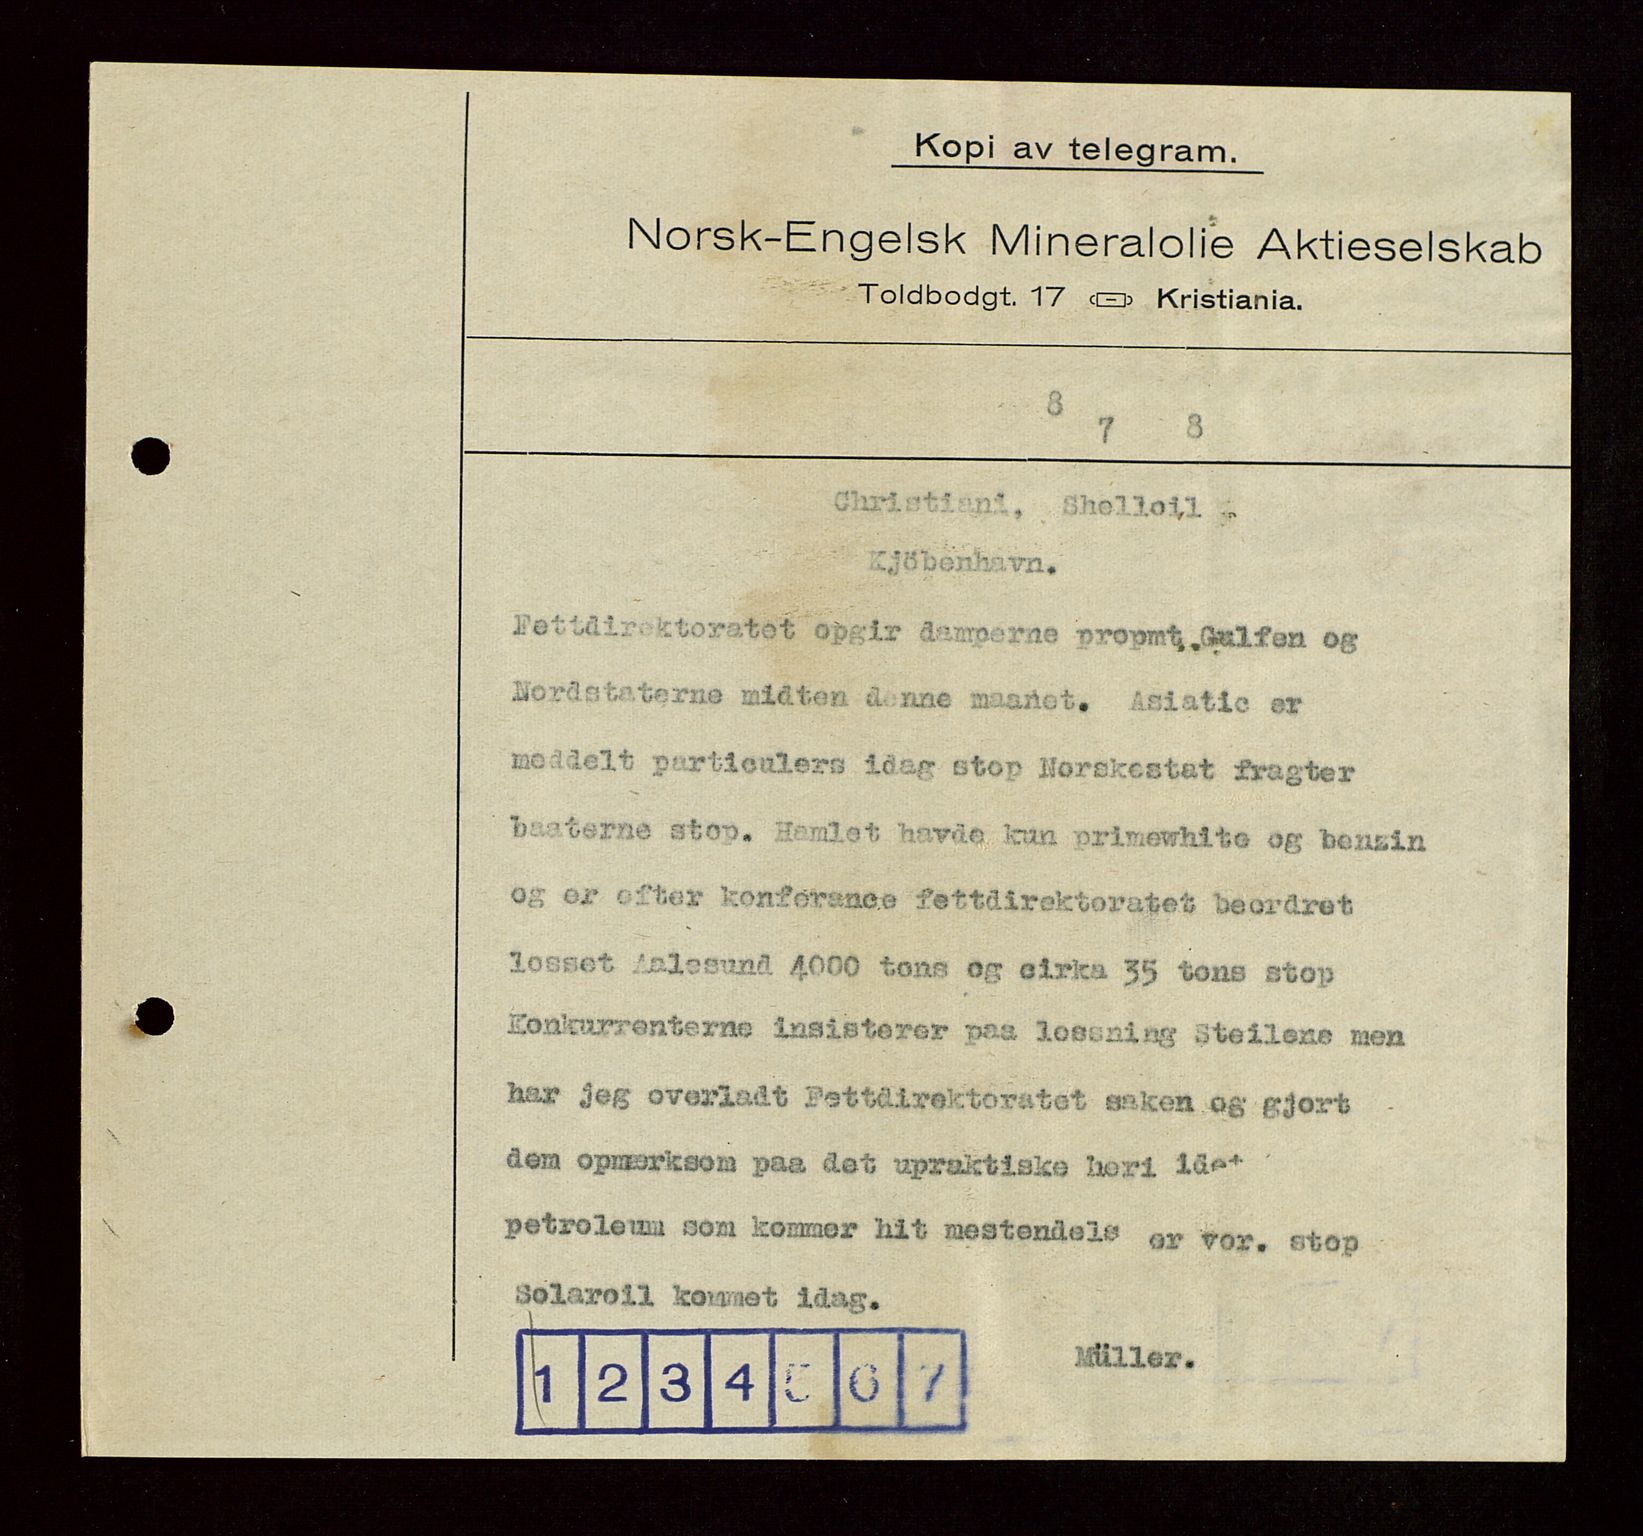 Kopi av telegram.
Norsk-Engelsk Mineralolie Aktieselskab
Toldbodgt. 17 Kristiania.
8
7 8
Christiani, Shelloil
Kjöbenhavn.
Fettdirektoratet opgir damperne propmt Gulfen og
Nordstaterne midten denne maanet. Asiatic er
meddelt particulers idag stop Norskestat fragter
baaterne stop. Hamlet havde kun primewhite og benzin
og er efter konferance fettdirektoratet beordret
losset Aalesund 4000 tons og cirka 35 tons stop
Konkurrenterne insisterer paa lossning Steilene men
har jeg overladt Fettdirektoratet saken og gjort
dem opmærksom paa det upraktiske heri idet
petroleum som kommer hit mestendels er vor. stop
Solaroil kommet idag.
Müller.
1 2 3 4 5 6 7